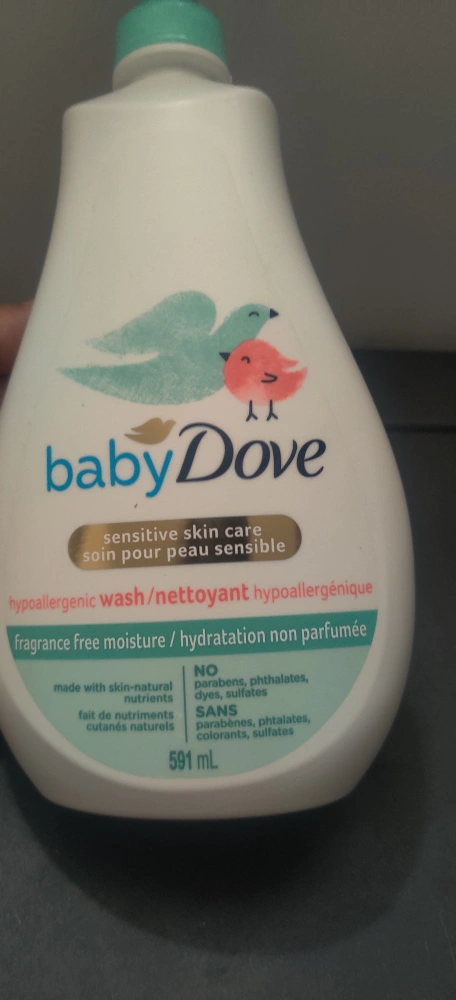 baby Dove
sensitive skin care
soin pour peau sensible
hypoallergenic wash/nettoyant hypoallergénique
fragrance free moisture / hydratation non parfumée
made with skin-natural
nutrients
fait de nutriments
cutanés naturels
NO
parabens, phthalates,
dyes, sulfates
SANS
parabènes, phtalates,
colorants, sulfates
591 mL